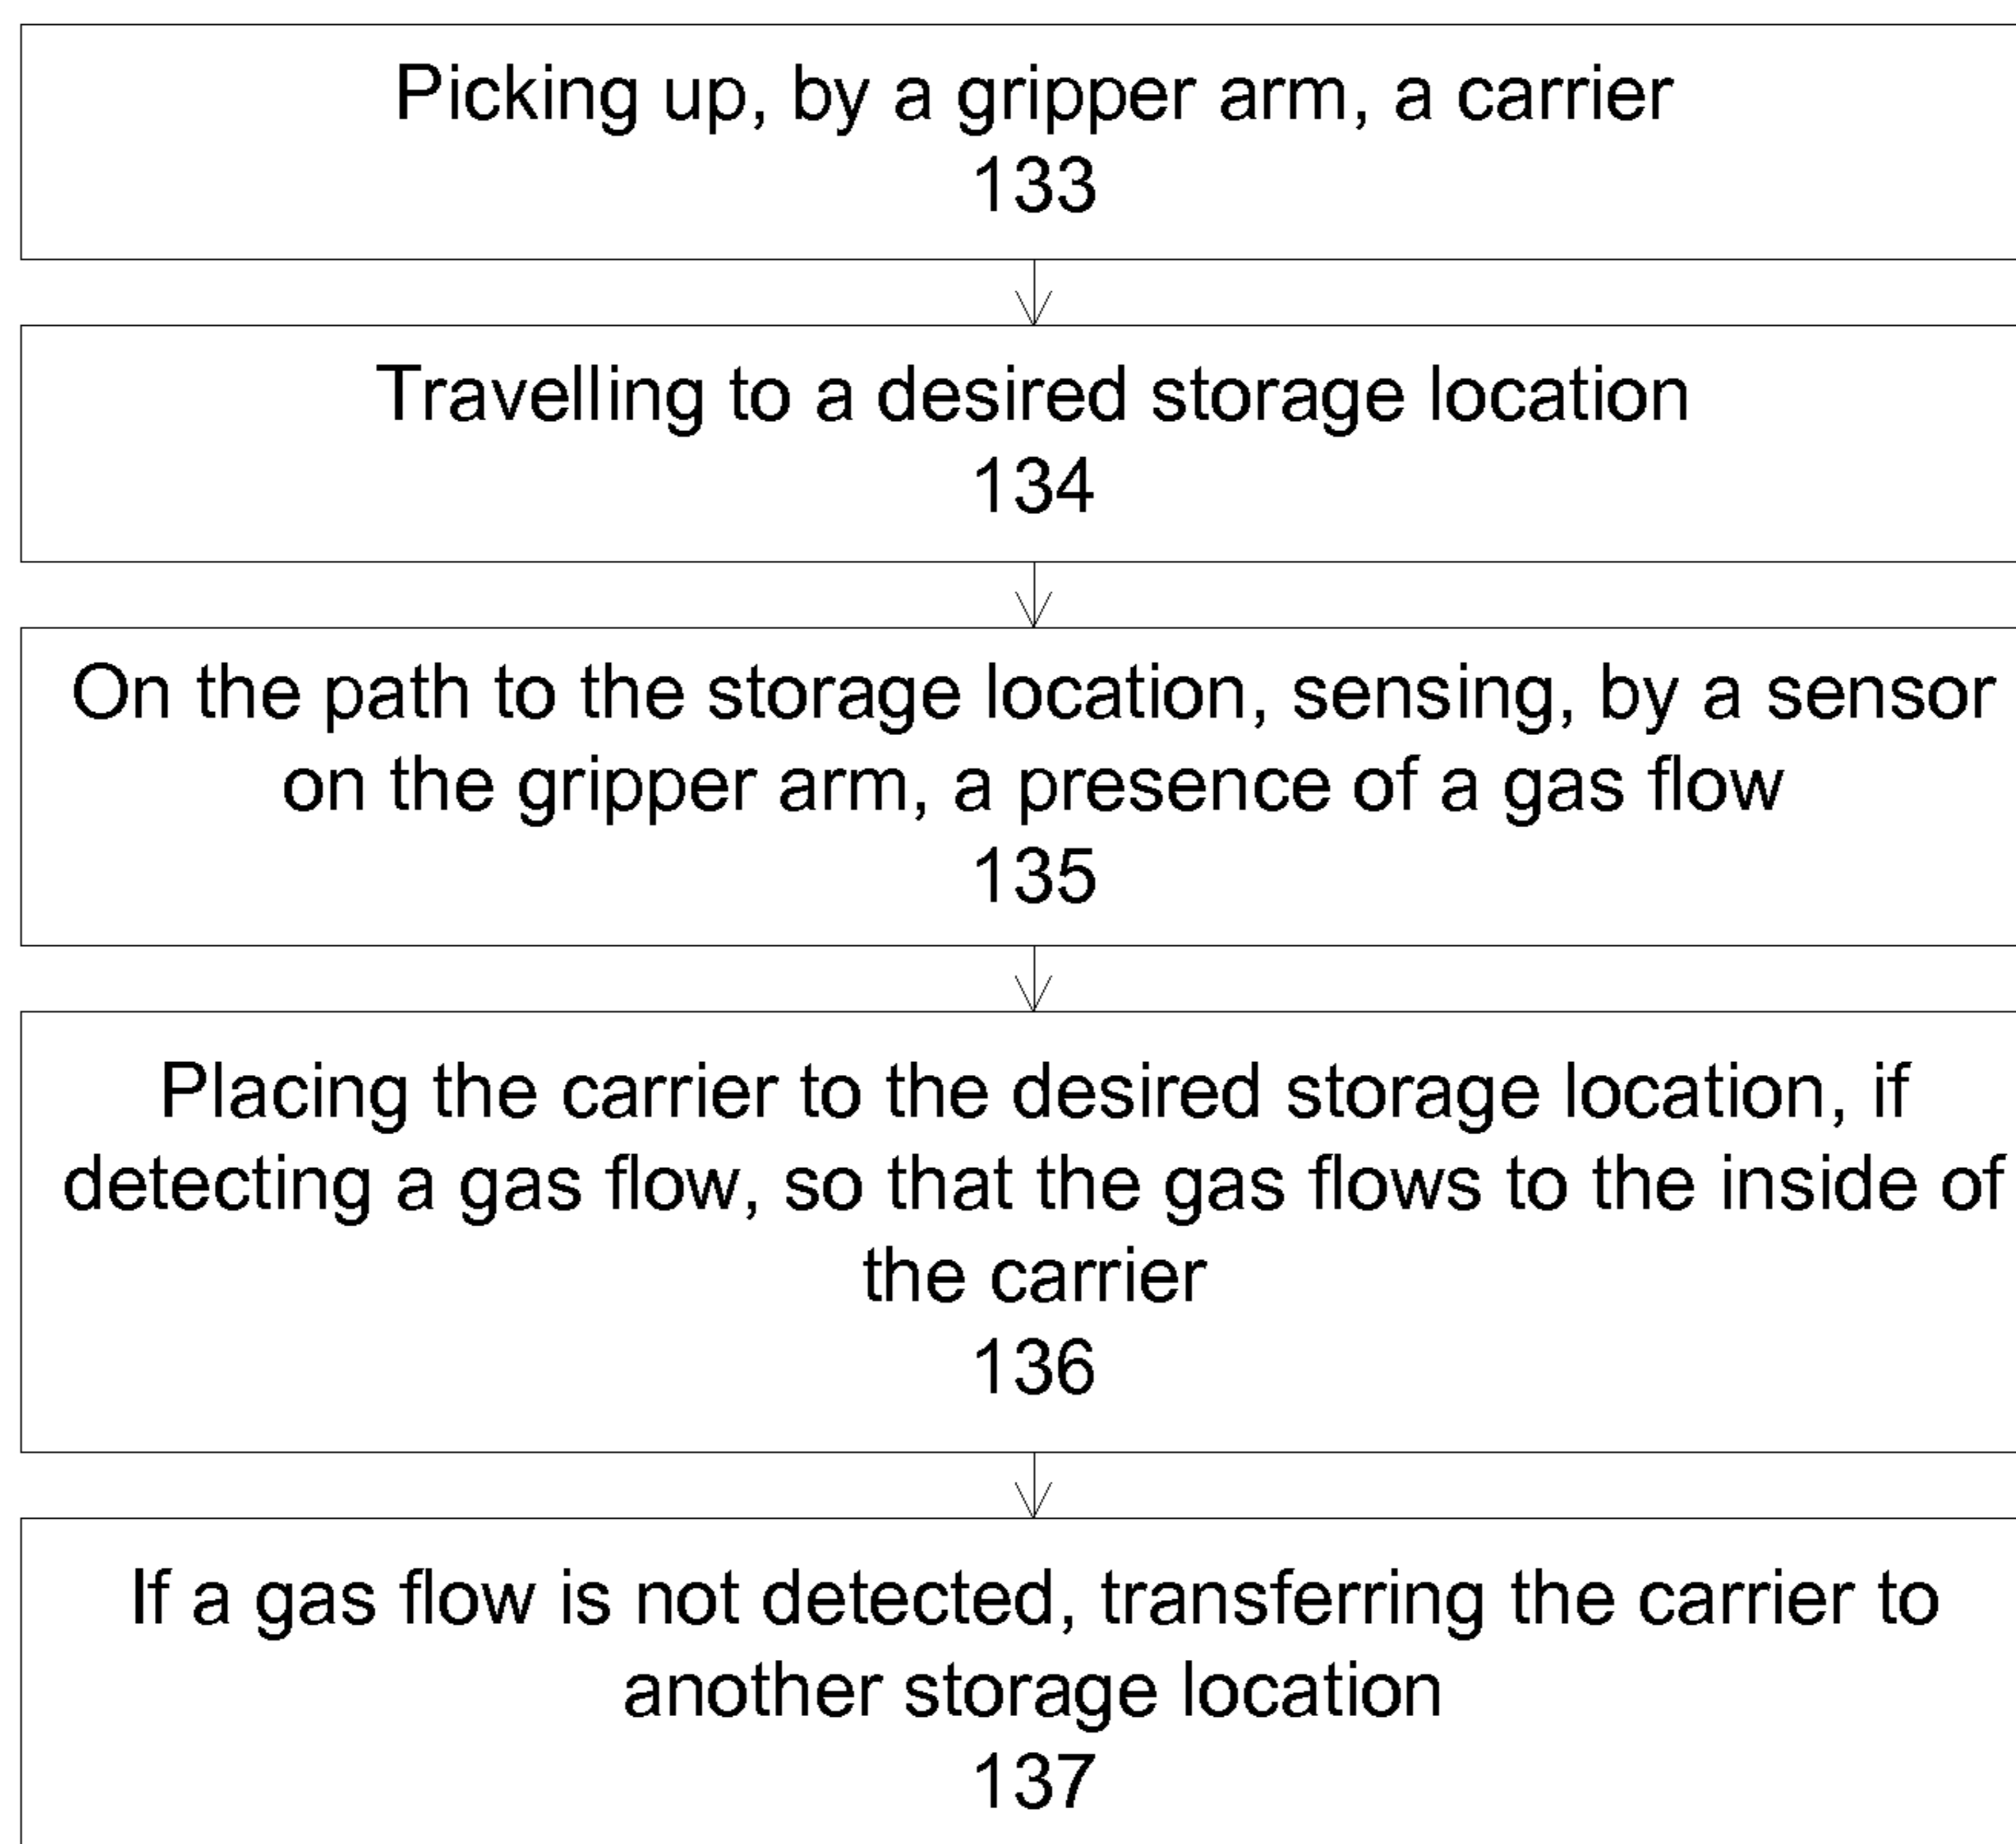 Picking up, by a gripper arm, a carrier
133
Travelling to a desired storage location
134
On the path to the storage location, sensing, by a sensor
on the gripper arm, a presence of a gas flow
135
Placing the carrier to the desired storage location, if
detecting a gas flow, so that the gas flows to the inside of
the carrier
136
If a gas flow is not detected, transferring the carrier to
another storage location
137